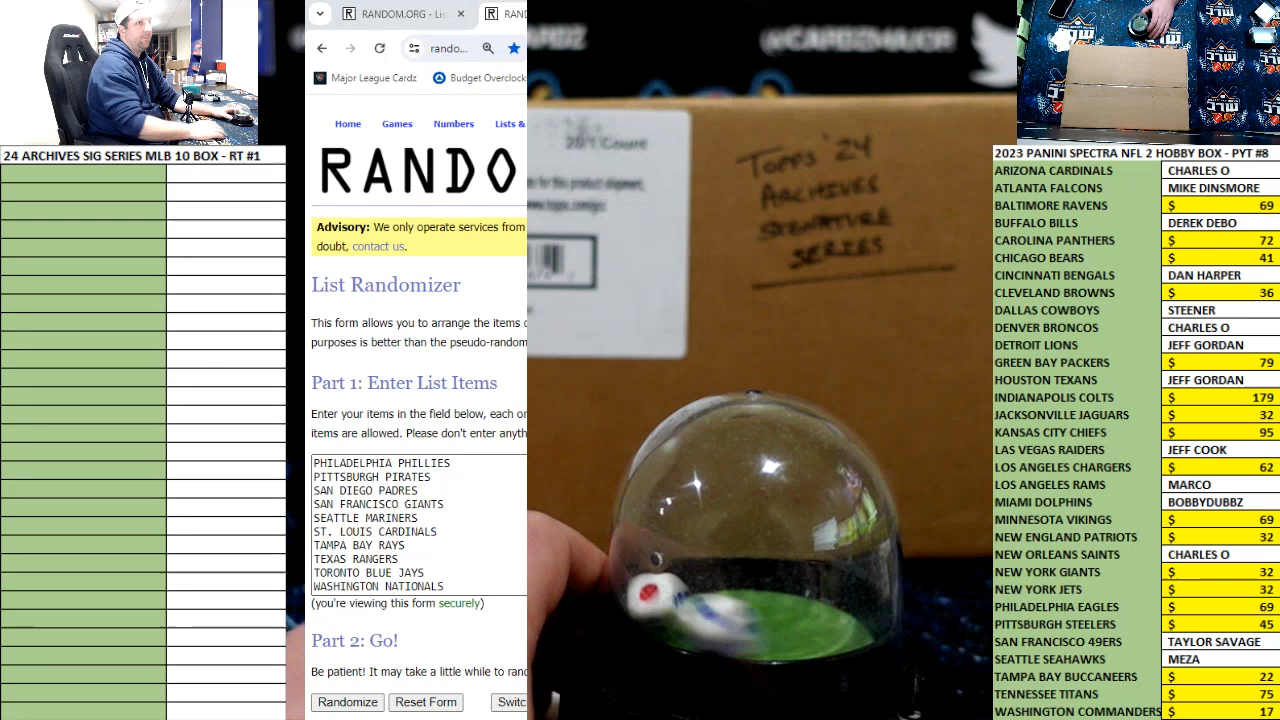 24 ARCHIVES SIG SERIES MLB 10 BOX - RT #1
RANDOM.ORG - Lis
RAND
rando...
Major League Cardz
Budget Overclock
Home
Games
Numbers
Lists &
RANDO
Advisory: We only operate services from
doubt, contact us.
List Randomizer
This form allows you to arrange the items o
purposes is better than the pseudo-random
Part 1: Enter List Items
Enter your items in the field below, each on
items are allowed. Please don't enter anyth
PHILADELPHIA PHILLIES
PITTSBURGH PIRATES
SAN DIEGO PADRES
SAN FRANCISCO GIANTS
SEATTLE MARINERS
ST. LOUIS CARDINALS
TAMPA BAY RAYS
TEXAS RANGERS
TORONTO BLUE JAYS
WASHINGTON NATIONALS
(you're viewing this form securely)
Part 2: Go!
Be patient! It may take a little while to rand
Randomize
Reset Form
Switc
CARDZ
@CARDZMAJOR
Count
for this product shipment,
TOPPS '24
ARCHIVES
SIGNATURE
SERIES
MLC
2023 PANINI SPECTRA NFL 2 HOBBY BOX - PYT #8
ARIZONA CARDINALS CHARLES O
ATLANTA FALCONS MIKE DINSMORE
BALTIMORE RAVENS $ 69
BUFFALO BILLS DEREK DEBO
CAROLINA PANTHERS $ 72
CHICAGO BEARS $ 41
CINCINNATI BENGALS DAN HARPER
CLEVELAND BROWNS $ 36
DALLAS COWBOYS STEENER
DENVER BRONCOS CHARLES O
DETROIT LIONS JEFF GORDAN
GREEN BAY PACKERS $ 79
HOUSTON TEXANS JEFF GORDAN
INDIANAPOLIS COLTS $ 179
JACKSONVILLE JAGUARS $ 32
KANSAS CITY CHIEFS $ 95
LAS VEGAS RAIDERS JEFF COOK
LOS ANGELES CHARGERS $ 62
LOS ANGELES RAMS MARCO
MIAMI DOLPHINS BOBBYDUBBZ
MINNESOTA VIKINGS $ 69
NEW ENGLAND PATRIOTS $ 32
NEW ORLEANS SAINTS CHARLES O
NEW YORK GIANTS $ 32
NEW YORK JETS $ 32
PHILADELPHIA EAGLES $ 69
PITTSBURGH STEELERS $ 45
SAN FRANCISCO 49ERS TAYLOR SAVAGE
SEATTLE SEAHAWKS MEZA
TAMPA BAY BUCCANEERS $ 22
TENNESSEE TITANS $ 75
WASHINGTON COMMANDERS $ 17